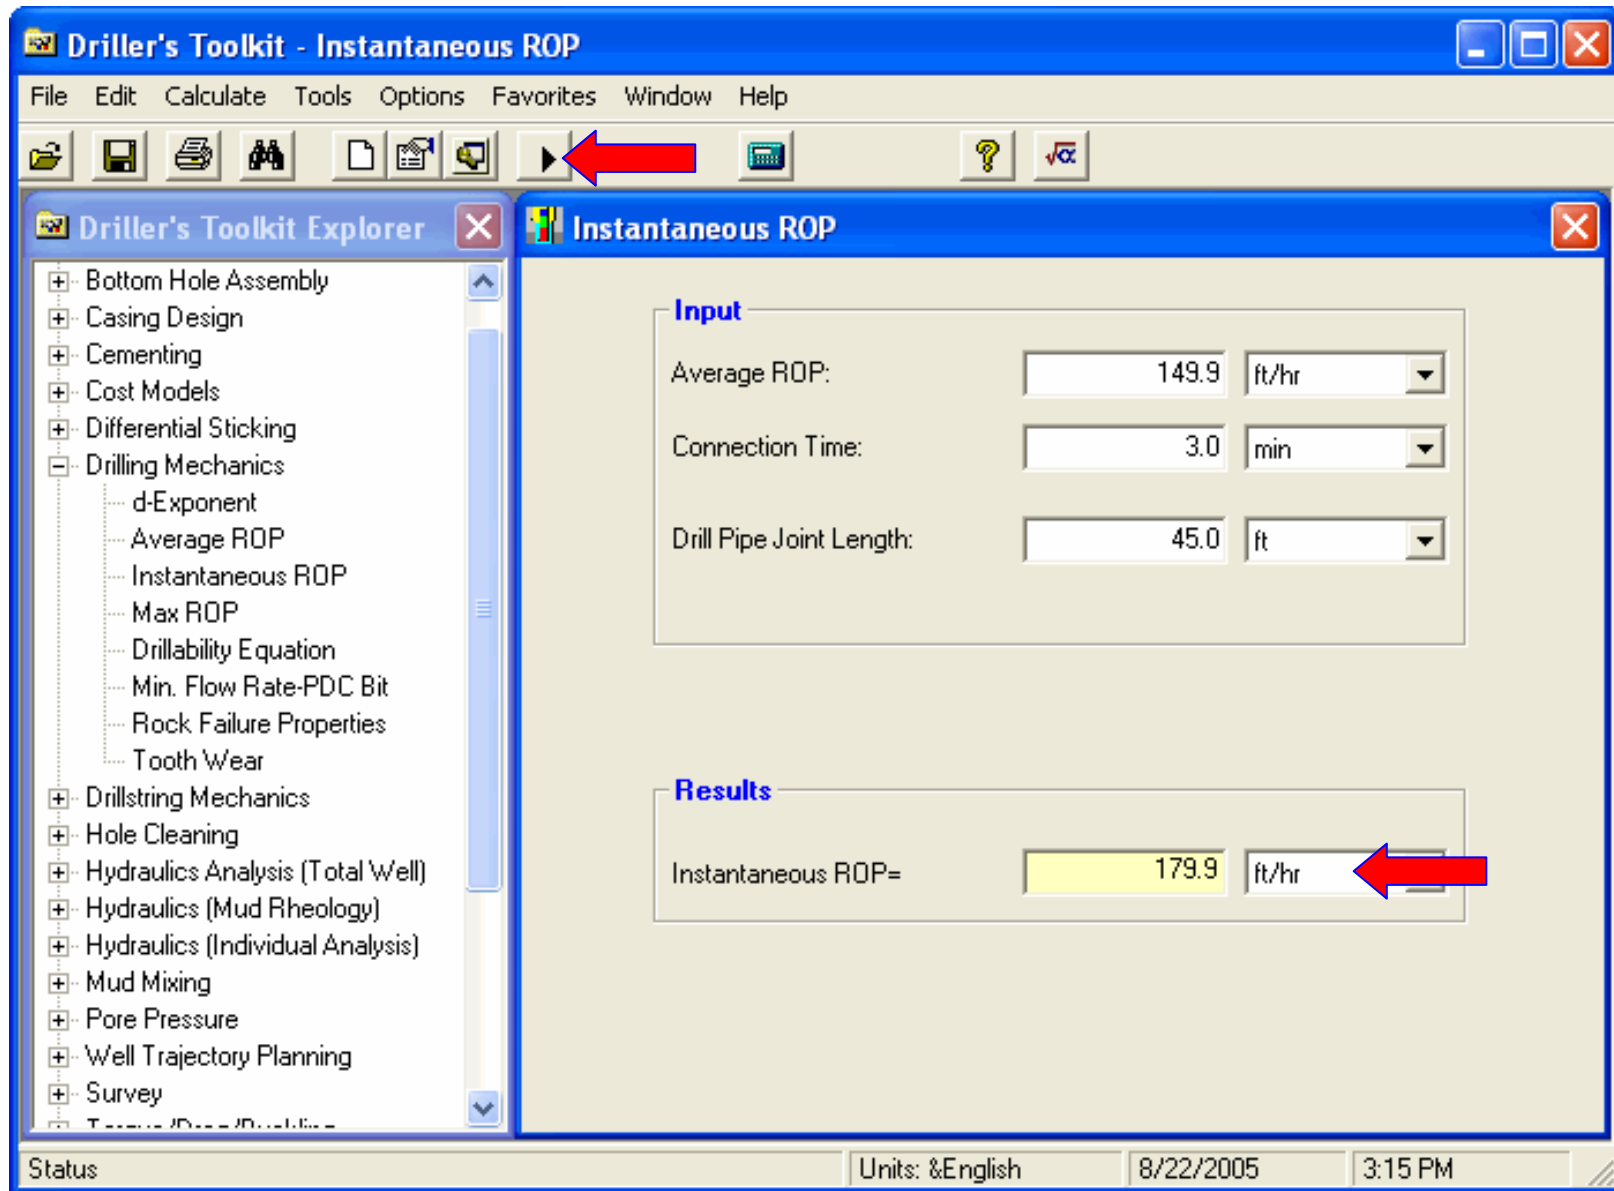 Driller's Toolkit - Instantaneous ROP
File Edit Calculate Tools Options Favorites Window Help
√α
Driller's Toolkit Explorer
Bottom Hole Assembly
Casing Design
Cementing
Cost Models
Differential Sticking
Drilling Mechanics
d-Exponent
Average ROP
Instantaneous ROP
Max ROP
Drillability Equation
Min. Flow Rate-PDC Bit
Rock Failure Properties
Tooth Wear
Drillstring Mechanics
Hole Cleaning
Hydraulics Analysis (Total Well)
Hydraulics (Mud Rheology)
Hydraulics (Individual Analysis)
Mud Mixing
Pore Pressure
Well Trajectory Planning
Survey
Instantaneous ROP
Input
Average ROP: 149.9 ft/hr
Connection Time: 3.0 min
Drill Pipe Joint Length: 45.0 ft
Results
Instantaneous ROP= 179.9 ft/hr
Status Units: &English 8/22/2005 3:15 PM